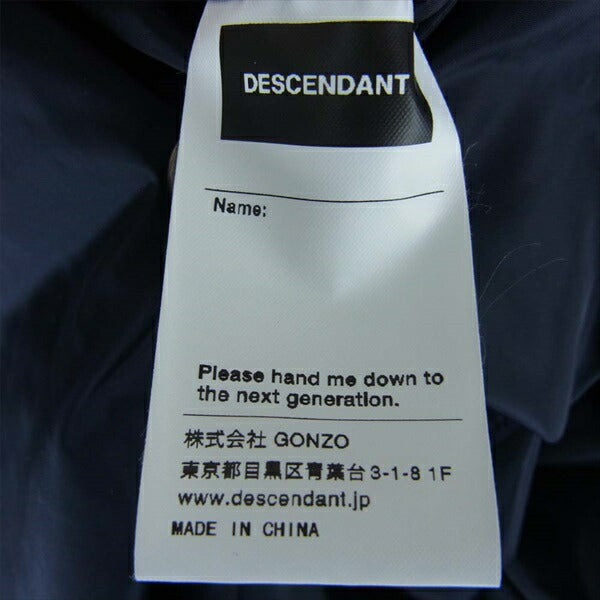 DESCENDANT
Name:
Please hand me down to
the next generation.
株式会社 GONZO
東京都目黒区青葉台3-1-8 1F
www.descendant.jp
MADE IN CHINA